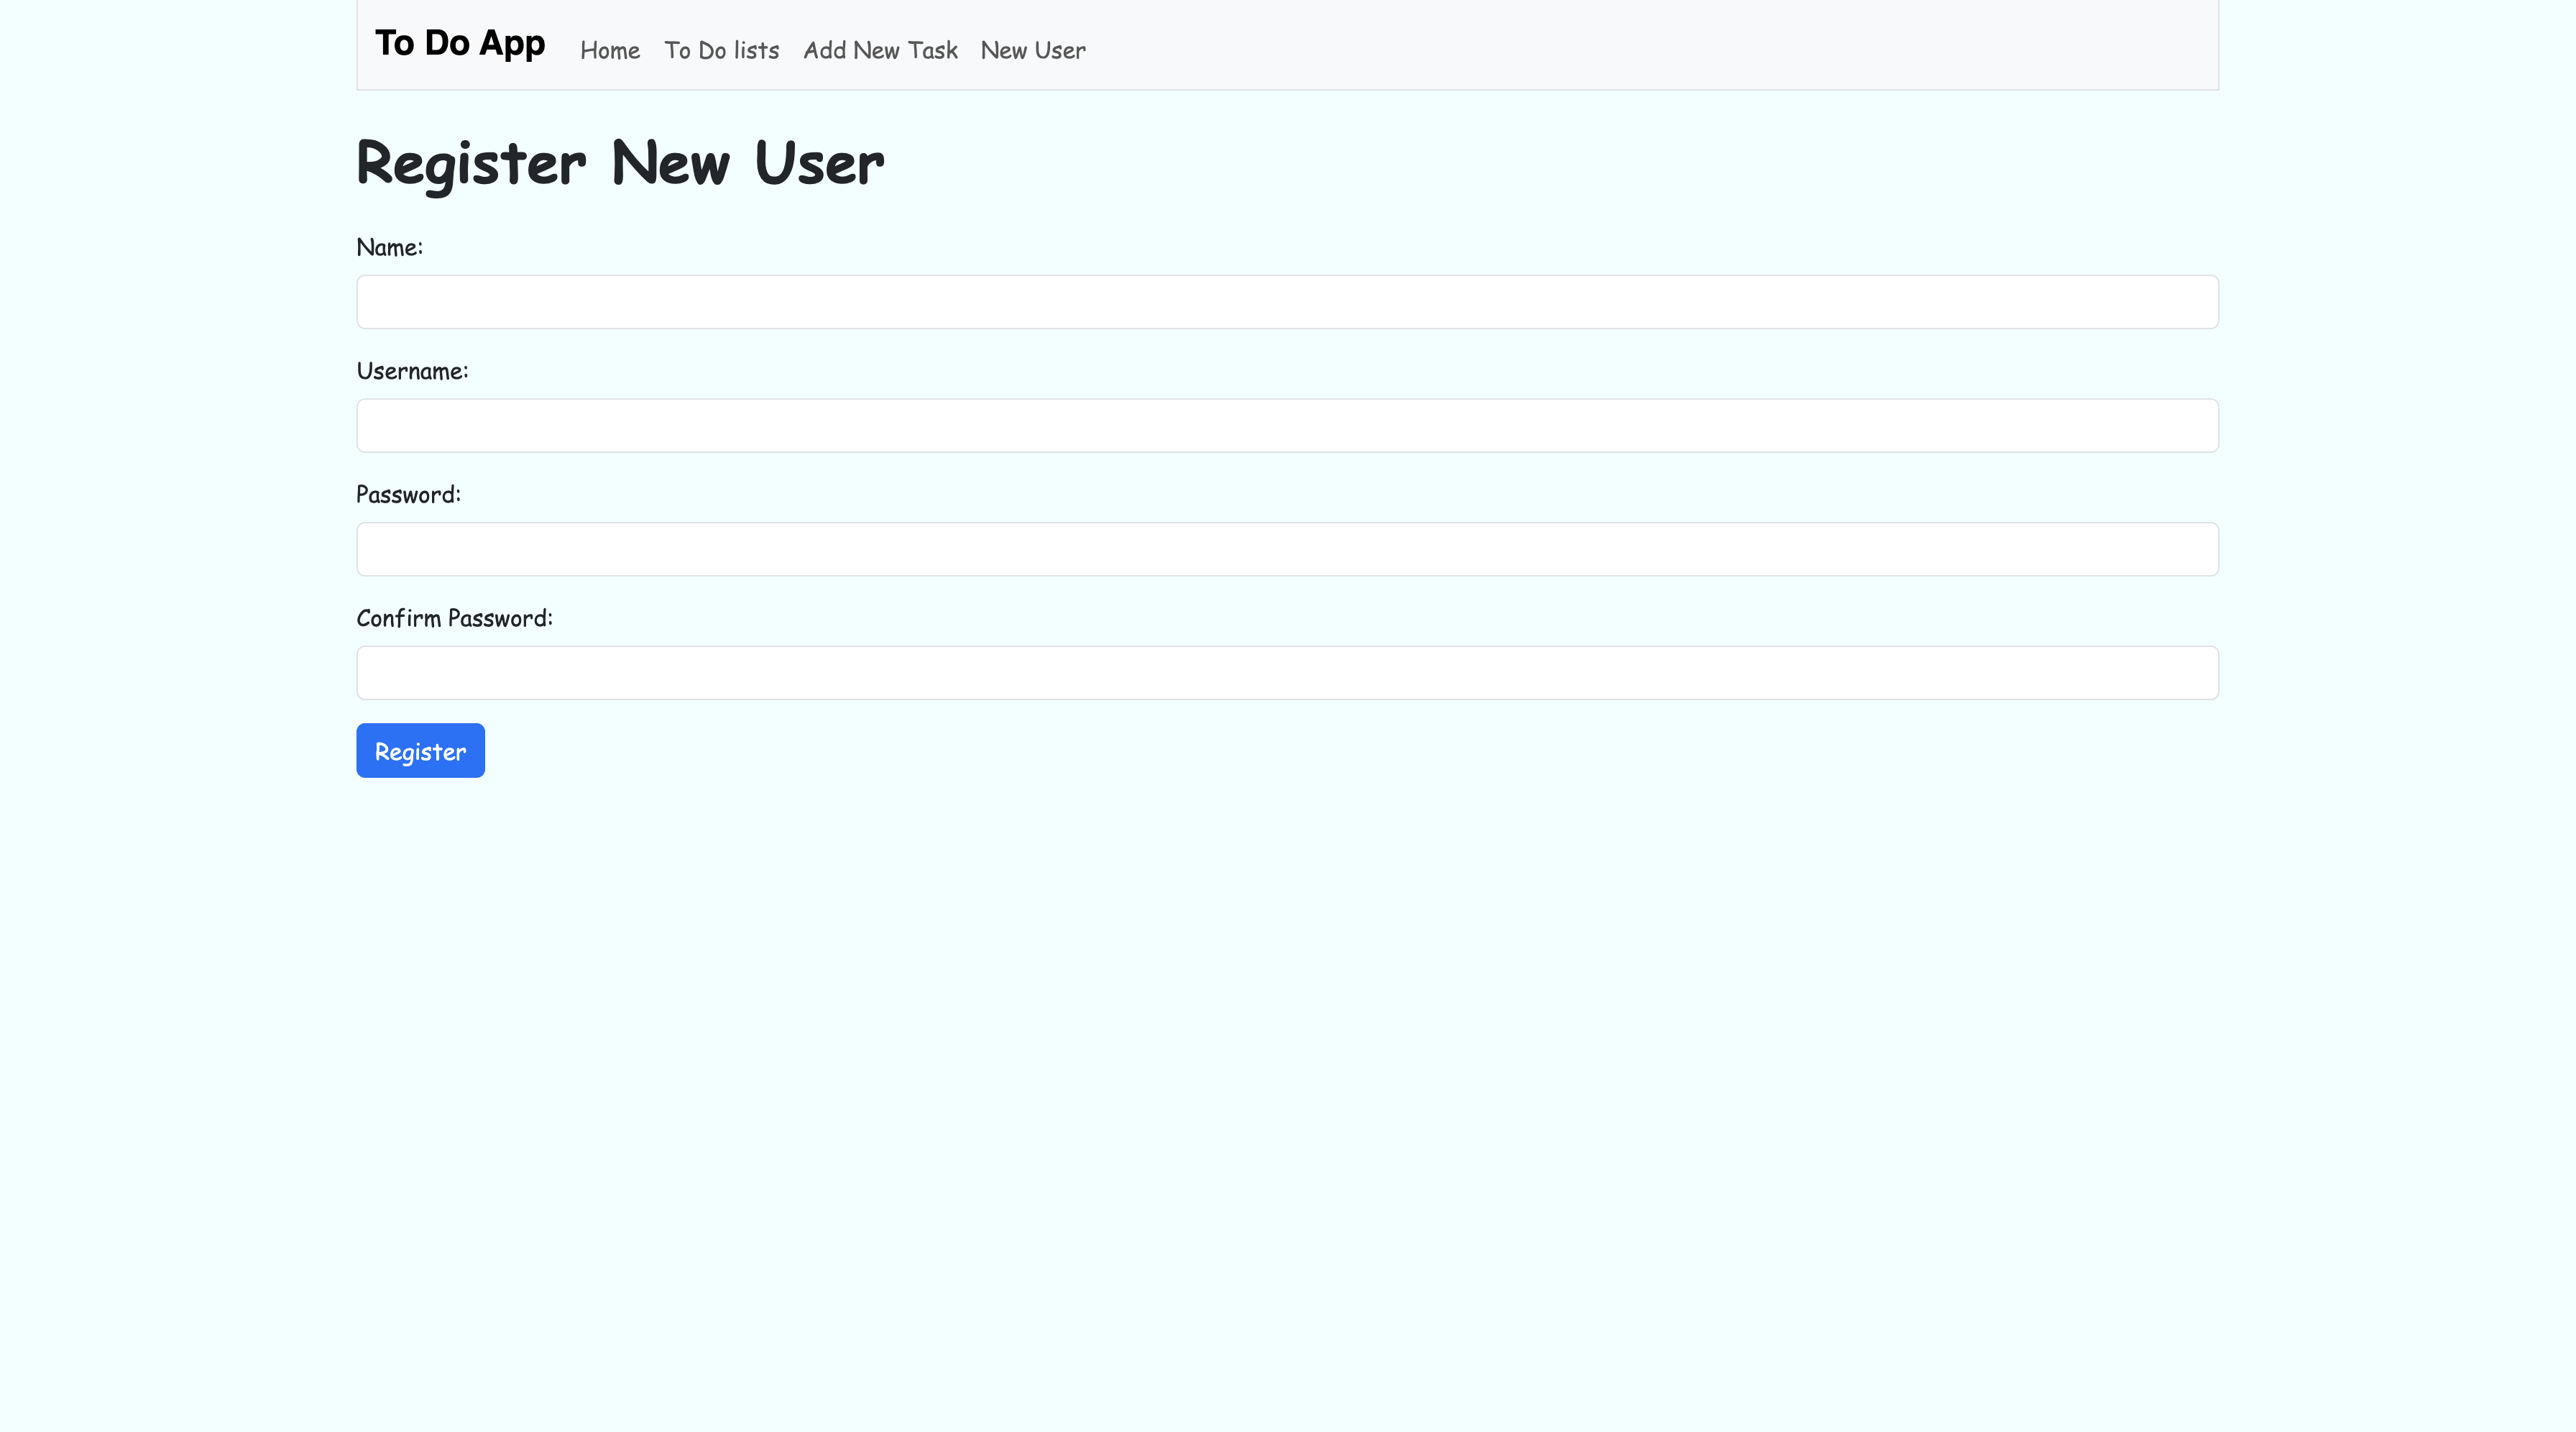 To Do App Home To Do lists Add New Task New User
Register New User
Name:
Username:
Password:
Confirm Password:
Register